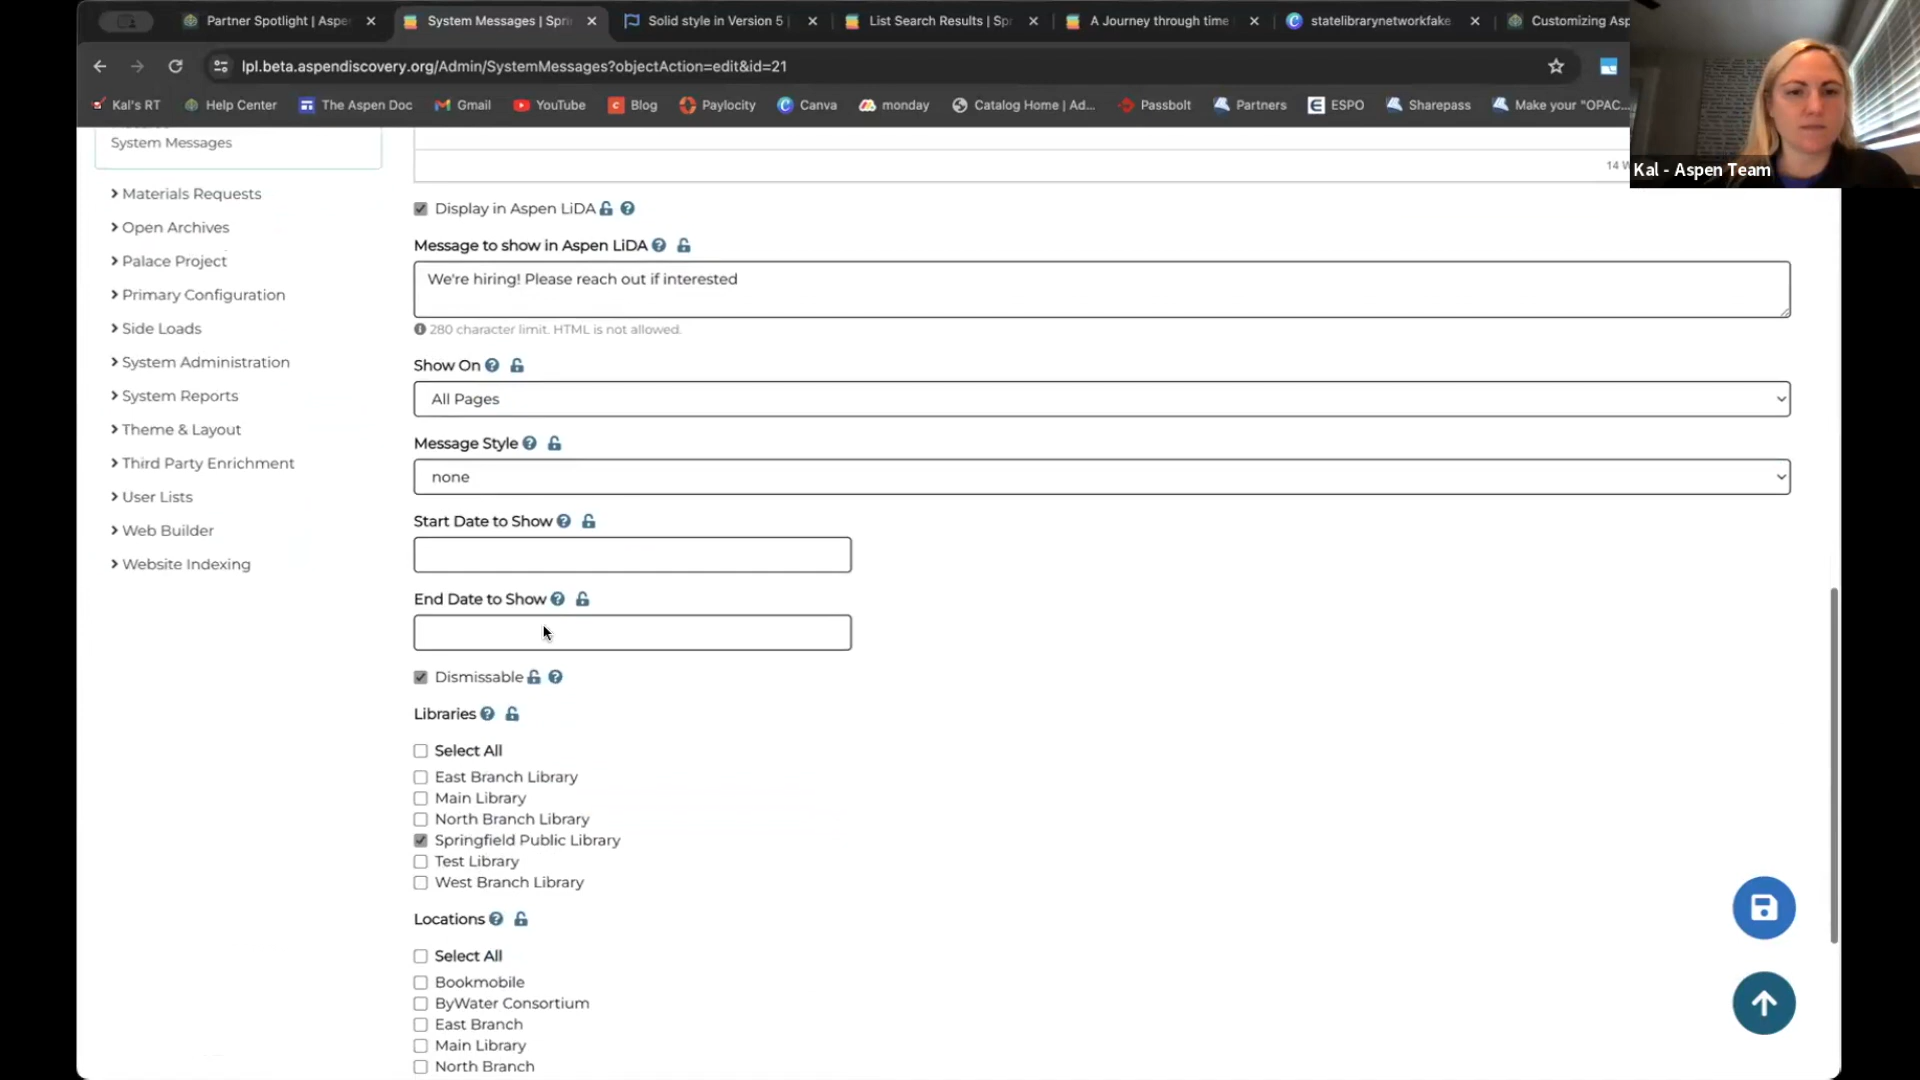 Partner Spotlight | Aspe
System Messages | Spri
Solid style in Version 5 |
List Search Results | Sp
A Journey through time
statelibrarynetworkfake
Customizing Asp
lpl.beta.aspendiscovery.org/Admin/SystemMessages?objectAction=edit&id=21
Kal's RT
Help Center
The Aspen Doc
Gmail
YouTube
Blog
Paylocity
Canva
monday
Catalog Home | Ad...
Passbolt
Partners
ESPO
Sharepass
Make your "OPAC...
Kal - Aspen Team
System Messages
Materials Requests
Open Archives
Palace Project
Primary Configuration
Side Loads
System Administration
System Reports
Theme & Layout
Third Party Enrichment
User Lists
Web Builder
Website Indexing
14 W
Display in Aspen LiDA
Message to show in Aspen LiDA
We're hiring! Please reach out if interested
280 character limit. HTML is not allowed.
Show On
All Pages
Message Style
none
Start Date to Show
End Date to Show
Dismissable
Libraries
Select All
East Branch Library
Main Library
North Branch Library
Springfield Public Library
Test Library
West Branch Library
Locations
Select All
Bookmobile
ByWater Consortium
East Branch
Main Library
North Branch